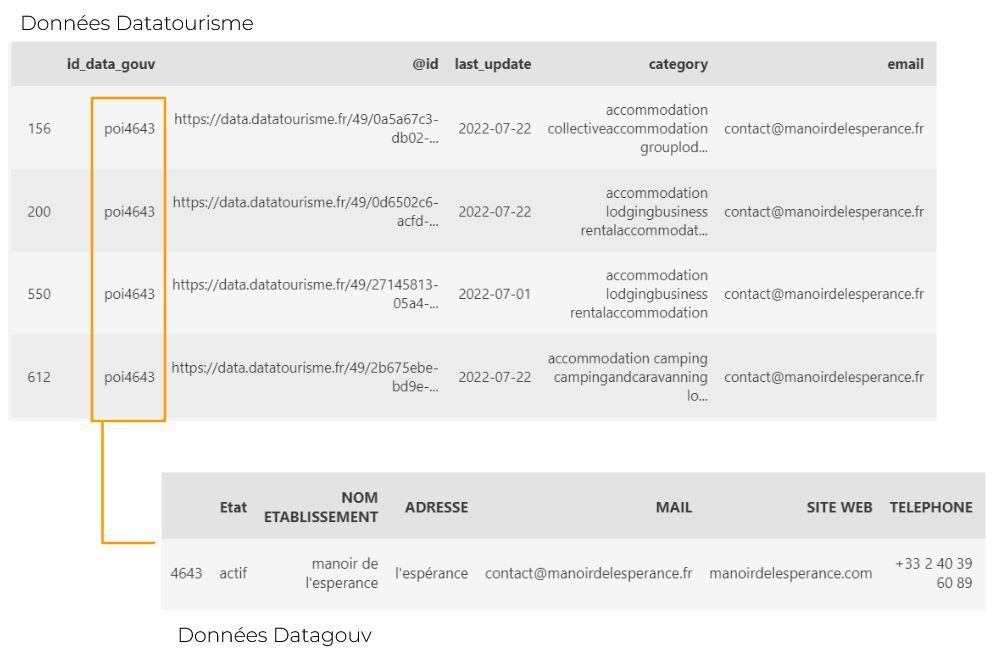 Données Datatourisme
id_data_gouv @id last_update category email
accommodation
https://data.datatourisme.fr/49/0a5a67c3-
156 poi4643 2022-07-22 collectiveaccommodation contact@manoirdelesperance.fr
db02-...
grouplod...
accommodation
https://data.datatourisme.fr/49/0d6502c6-
200 poi4643 2022-07-22 lodgingbusiness contact@manoirdelesperance.fr
acfd-...
rentalaccommodat...
accommodation
https://data.datatourisme.fr/49/27145813-
550 poi4643 2022-07-01 lodgingbusiness contact@manoirdelesperance.fr
05a4-...
rentalaccommodation
accommodation camping
https://data.datatourisme.fr/49/2b675ebe-
612 poi4643 2022-07-22 campingandcaravanning contact@manoirdelesperance.fr
bd9e-...
lo...
NOM
Etat ADRESSE MAIL SITE WEB TELEPHONE
ETABLISSEMENT
manoir de +33 2 40 39
4643 actif l'espérance contact@manoirdelesperance.fr manoirdelesperance.com
l'esperance 60 89
Données Datagouv